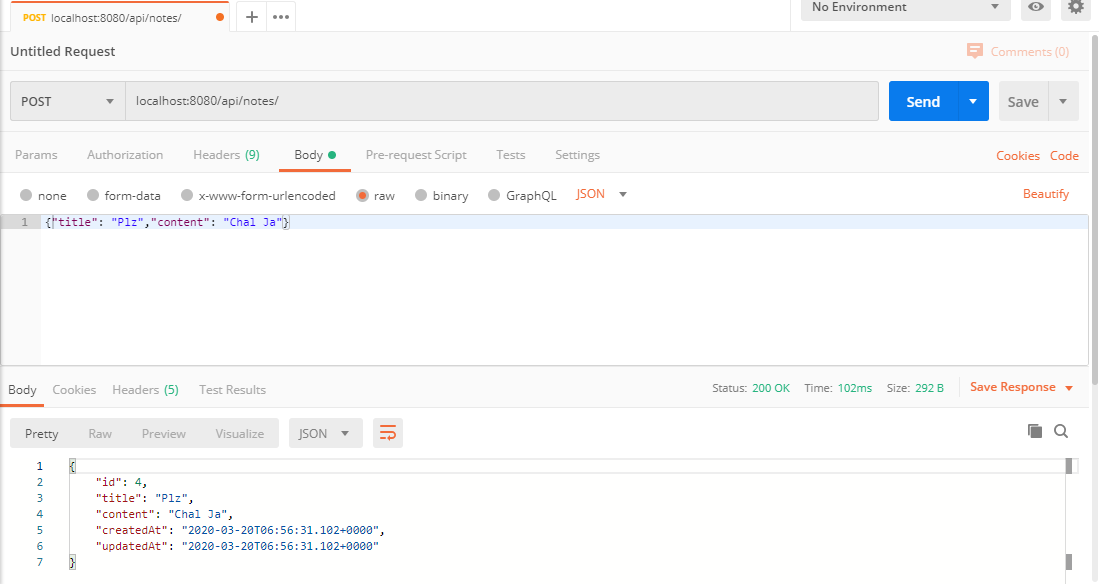 POST localhost:8080/api/notes/
No Environment
Untitled Request
Comments (0)
POST localhost:8080/api/notes/ Send Save
Params Authorization Headers (9) Body Pre-request Script Tests Settings Cookies Code
none form-data x-www-form-urlencoded raw binary GraphQL JSON Beautify
1 {"title": "Plz","content": "Chal Ja"}
Body Cookies Headers (5) Test Results Status: 200 OK Time: 102ms Size: 292 B Save Response
Pretty Raw Preview Visualize JSON
1 {
2 "id": 4,
3 "title": "Plz",
4 "content": "Chal Ja",
5 "createdAt": "2020-03-20T06:56:31.102+0000",
6 "updatedAt": "2020-03-20T06:56:31.102+0000"
7 }